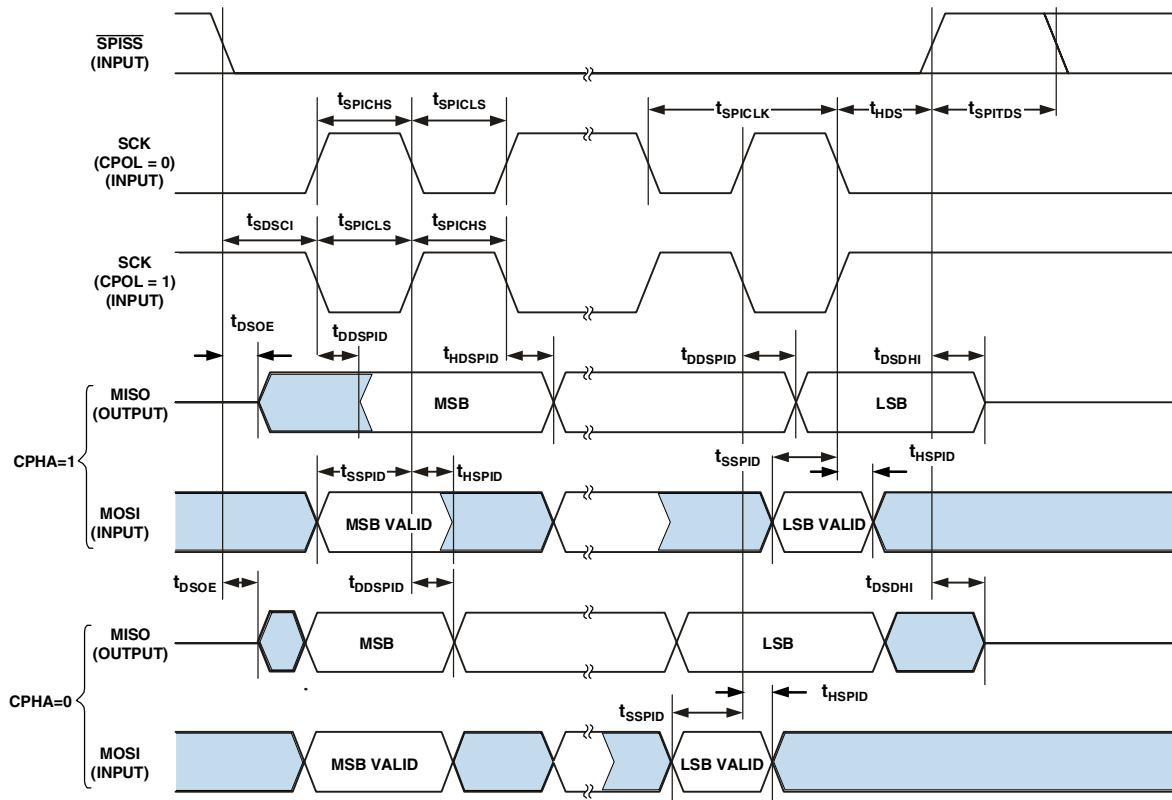 SPISS
(INPUT)
tSPICHS tSPICLS tSPICLK tHDS tSPITDS
SCK
(CPOL = 0)
(INPUT)
tSDSCI tSPICLS tSPICHS
SCK
(CPOL = 1)
(INPUT)
tDSOE tDDSPID tHDSPID tDDSPID tDSDHI
CPHA=1
MISO
(OUTPUT)
MSB LSB
tSSPID tHSPID tSSPID tHSPID
MOSI
(INPUT)
MSB VALID LSB VALID
tDSOE tDDSPID tDSDHI
CPHA=0
MISO
(OUTPUT)
MSB LSB
tSSPID tHSPID
MOSI
(INPUT)
MSB VALID LSB VALID